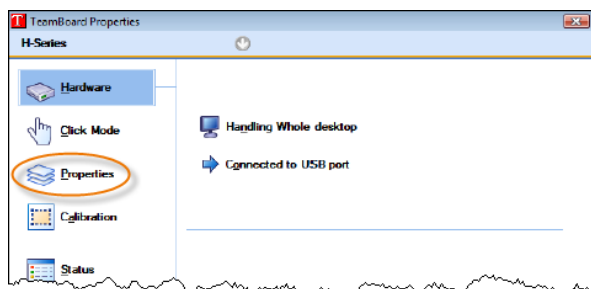 T TeamBoard Properties
H-Series
Hardware
Click Mode
Properties
Calibration
Status
Handling Whole desktop
Connected to USB port